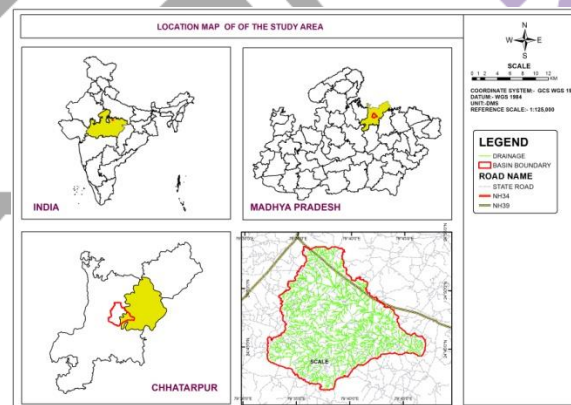 LOCATION MAP OF OF THE STUDY AREA
N
W E
S
SCALE
COORDINATE SYSTEM:- GCS WGS 19
DATUM:- WGS 1984
UNIT:-DMS
REFERENCE SCALE:- 1:125,000
LEGEND
DRAINAGE
BASIN BOUNDARY
ROAD NAME
STATE ROAD
NH34
NH39
INDIA
MADHYA PRADESH
CHHATARPUR
SCALE